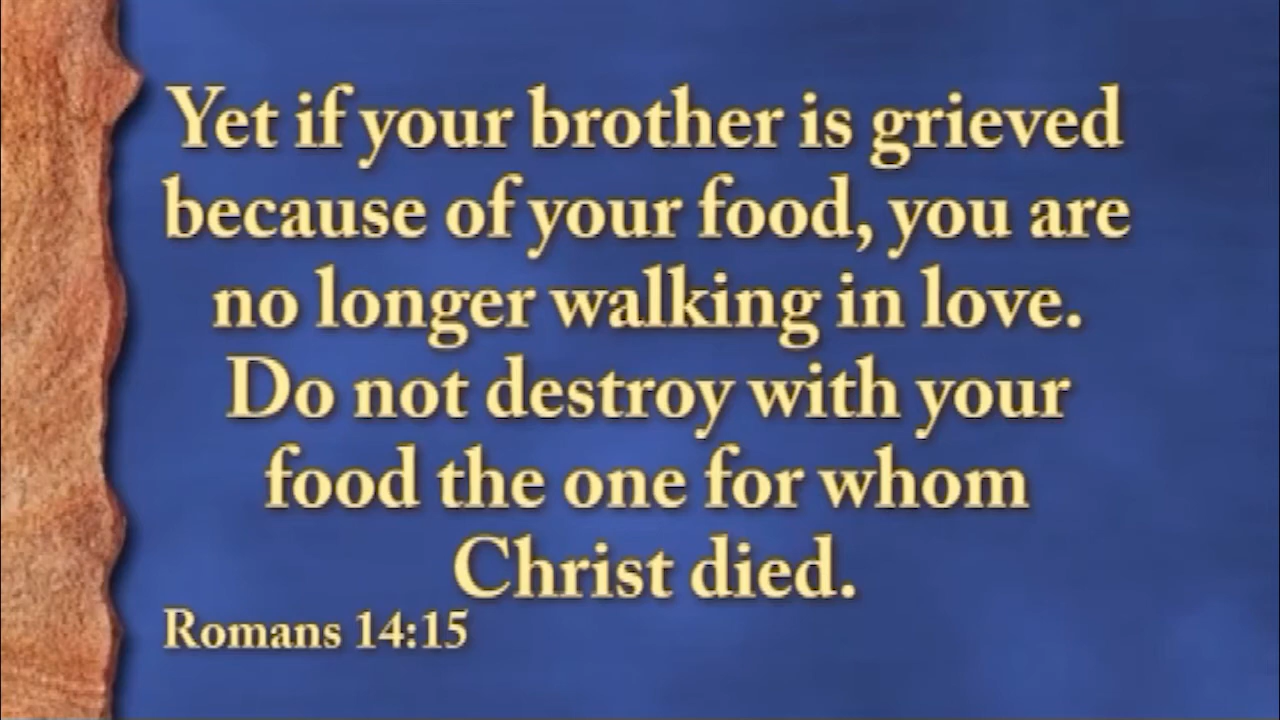 Yet if your brother is grieved
because of your food, you are
no longer walking in love.
Do not destroy with your
food the one for whom
Christ died.
Romans 14:15